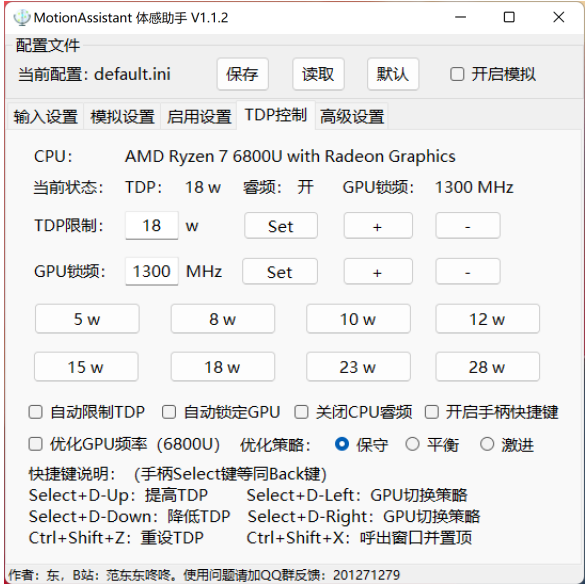 MotionAssistant 体感助手 V1.1.2
配置文件
当前配置: default.ini 保存 读取 默认 开启模拟
输入设置 模拟设置 启用设置 TDP控制 高级设置
CPU: AMD Ryzen 7 6800U with Radeon Graphics
当前状态: TDP: 18 w 睿频: 开 GPU锁频: 1300 MHz
TDP限制: 18 w Set + -
GPU锁频: 1300 MHz Set + -
5 w 8 w 10 w 12 w
15 w 18 w 23 w 28 w
自动限制TDP 自动锁定GPU 关闭CPU睿频 开启手柄快捷键
优化GPU频率（6800U） 优化策略: 保守 平衡 激进
快捷键说明: （手柄Select键等同Back键）
Select+D-Up: 提高TDP Select+D-Left: GPU切换策略
Select+D-Down: 降低TDP Select+D-Right: GPU切换策略
Ctrl+Shift+Z: 重设TDP Ctrl+Shift+X: 呼出窗口并置顶
作者: 东, B站: 范东东咚咚。使用问题请加QQ群反馈: 201271279